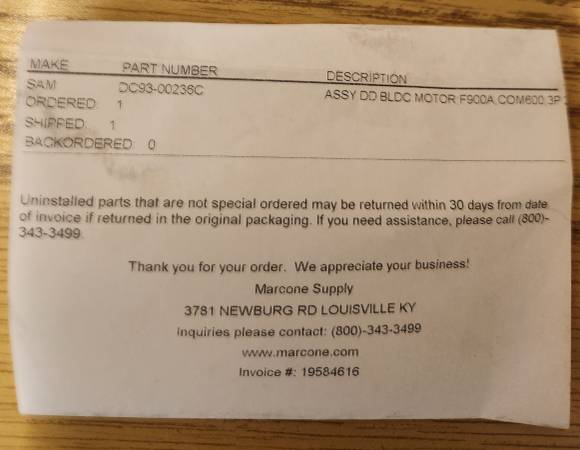 MAKE PART NUMBER DESCRIPTION
SAM DC93-00236C ASSY DD BLDC MOTOR F900A,COM600,3P
ORDERED: 1
SHIPPED: 1
BACKORDERED: 0
Uninstalled parts that are not special ordered may be returned within 30 days from date
of invoice if returned in the original packaging. If you need assistance, please call (800)-
343-3499.
Thank you for your order. We appreciate your business!
Marcone Supply
3781 NEWBURG RD LOUISVILLE KY
Inquiries please contact: (800)-343-3499
www.marcone.com
Invoice #: 19584616